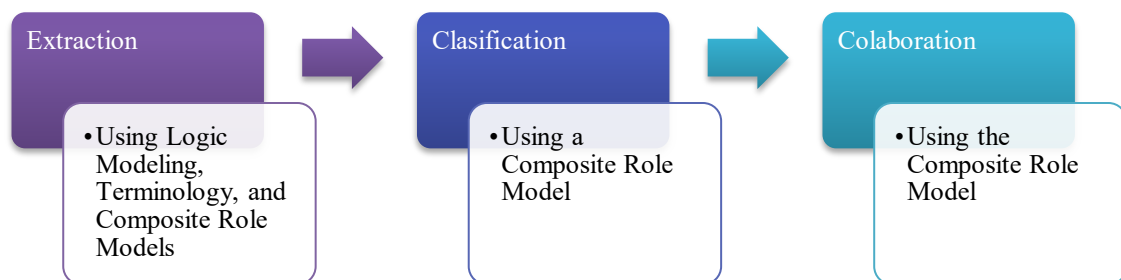 Extraction
•Using Logic
Modeling,
Terminology, and
Composite Role
Models
Clasification
•Using a
Composite Role
Model
Colaboration
•Using the
Composite Role
Model